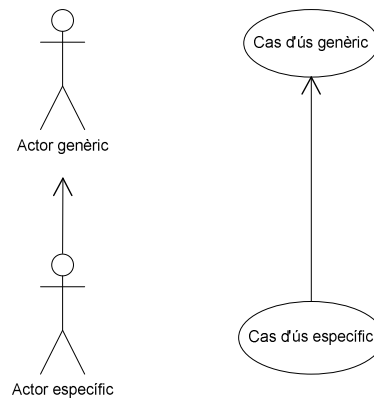 Cas d'ús genèric
Actor genèric
Cas d'ús específic
Actor específic